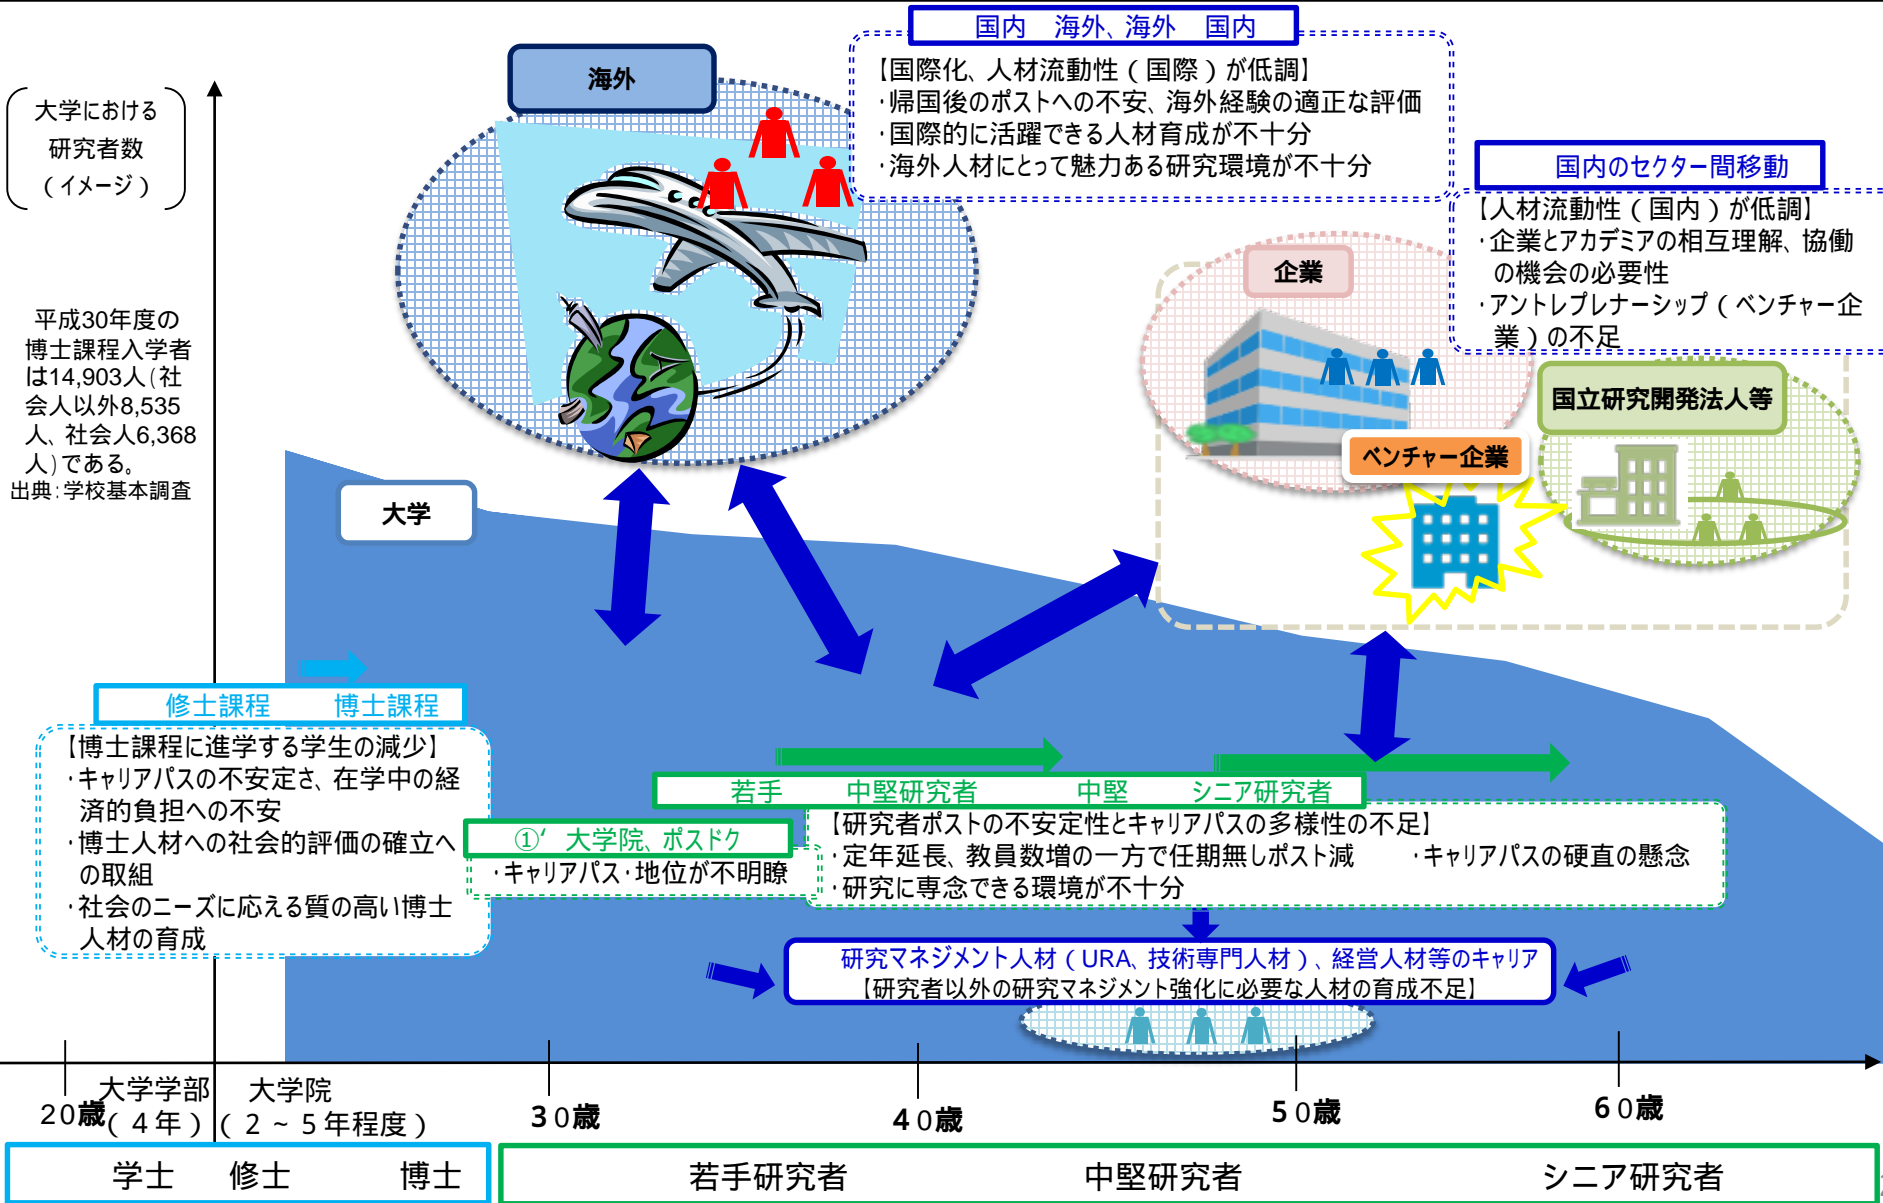 国内　海外、海外　国内
【国際化、人材流動性（国際）が低調】
・帰国後のポストへの不安、海外経験の適正な評価
・国際的に活躍できる人材育成が不十分
・海外人材にとって魅力ある研究環境が不十分
海外
大学における
研究者数
（イメージ）
国内のセクター間移動
【人材流動性（国内）が低調】
・企業とアカデミアの相互理解、協働
の機会の必要性
・アントレプレナーシップ（ベンチャー企
業）の不足
企業
国立研究開発法人等
ベンチャー企業
平成30年度の
博士課程入学者
は14,903人（社
会人以外8,535
人、社会人6,368
人）である。
出典：学校基本調査
大学
修士課程　博士課程
【博士課程に進学する学生の減少】
・キャリアパスの不安定さ、在学中の経
済的負担への不安
・博士人材への社会的評価の確立へ
の取組
・社会のニーズに応える質の高い博士
人材の育成
若手　中堅研究者　中堅　シニア研究者
①‘ 大学院、ポスドク
・キャリアパス・地位が不明瞭
【研究者ポストの不安定性とキャリアパスの多様性の不足】
・定年延長、教員数増の一方で任期無しポスト減　・キャリアパスの硬直の懸念
・研究に専念できる環境が不十分
研究マネジメント人材（URA、技術専門人材）、経営人材等のキャリア
【研究者以外の研究マネジメント強化に必要な人材の育成不足】
20歳
大学学部
（４年）
大学院
（２～５年程度）
30歳
40歳
50歳
60歳
学士　修士　博士
若手研究者　中堅研究者　シニア研究者